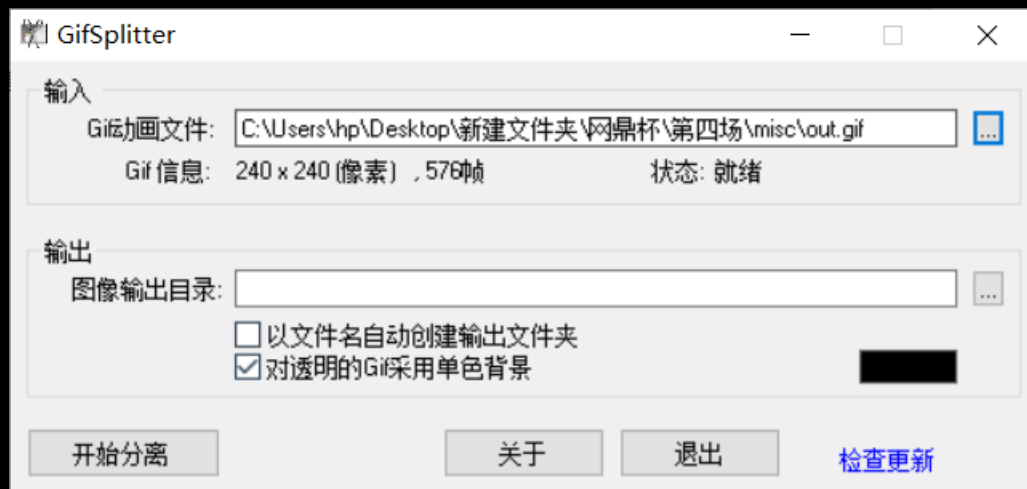 GifSplitter
输入
Gif动画文件: C:\Users\hp\Desktop\新建文件夹\网鼎杯\第四场\misc\out.gif ...
Gif 信息: 240 x 240 (像素) , 576帧 状态: 就绪
输出
图像输出目录: ...
以文件名自动创建输出文件夹
对透明的Gif采用单色背景
开始分离 关于 退出 检查更新